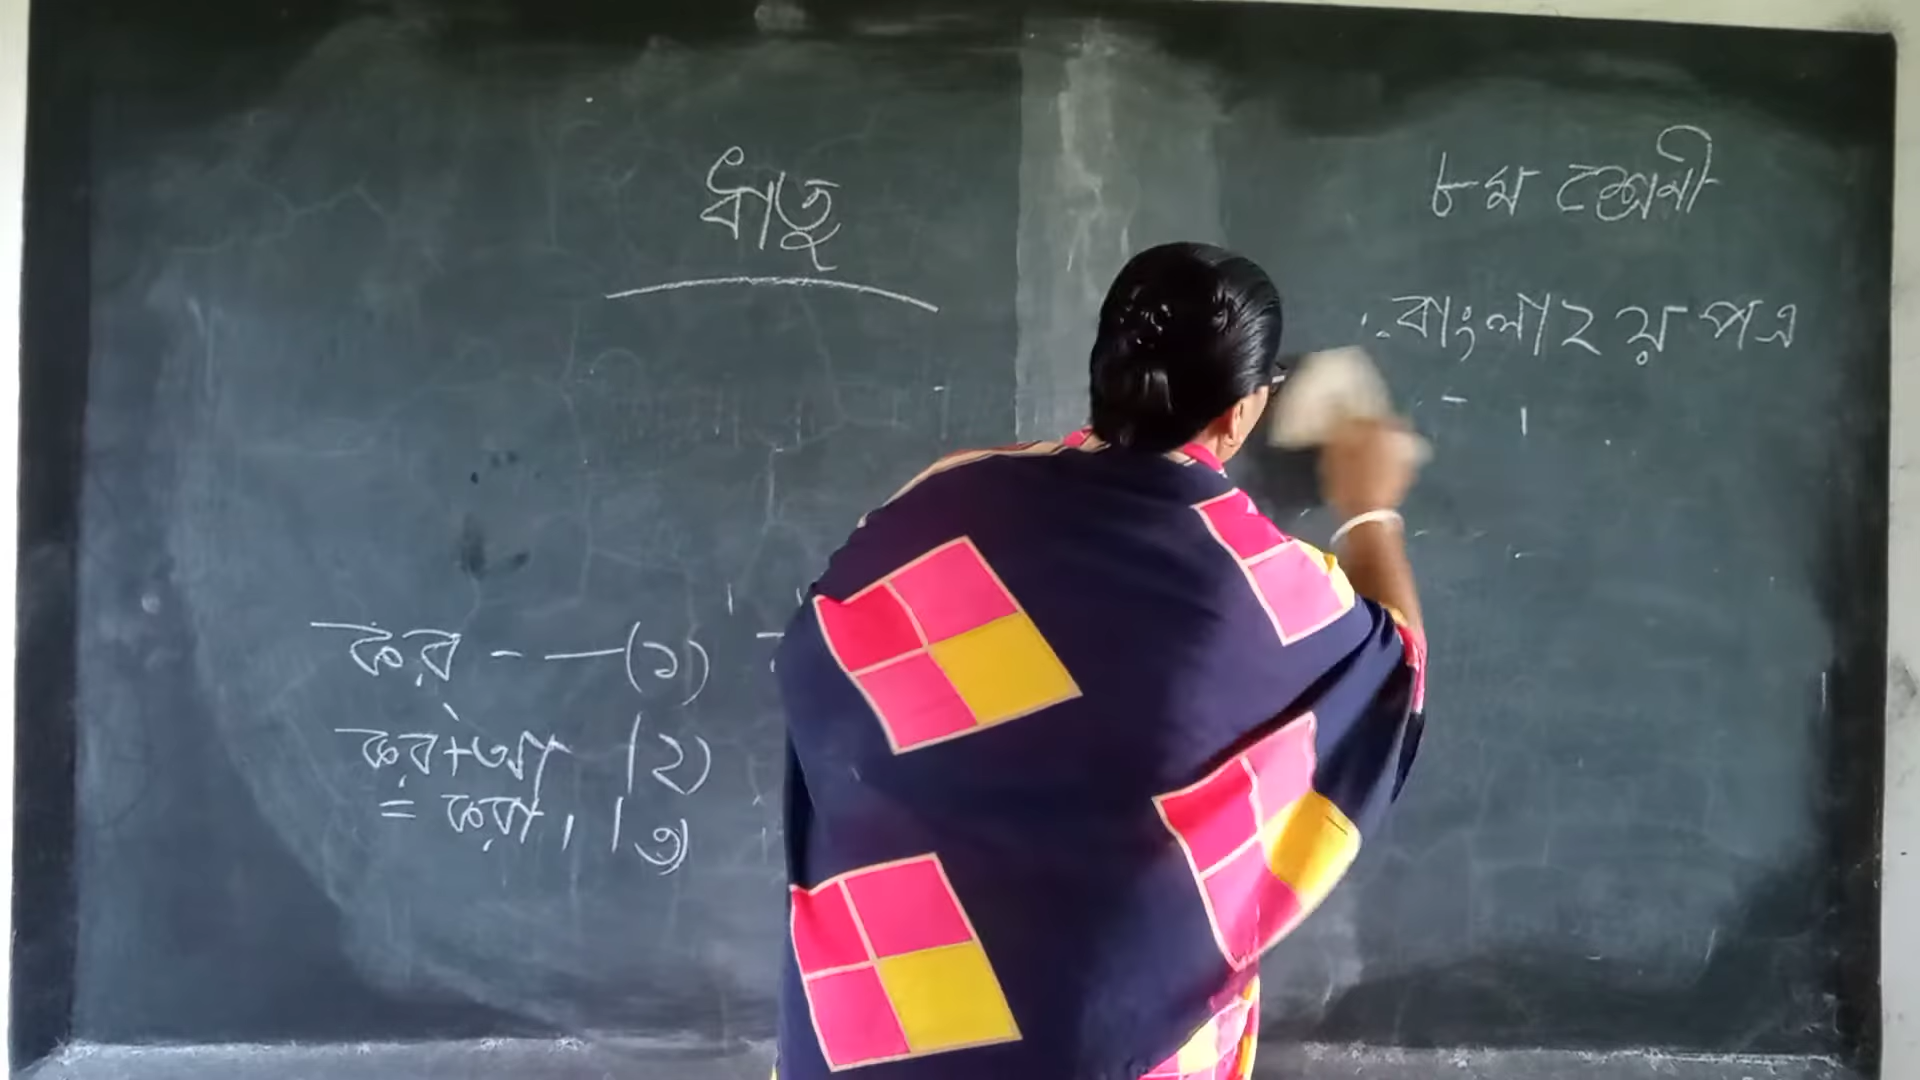 ধাতু
৮ম শ্রেণী
বাংলা ২য় পত্র
কর - — (১)
কর্+আ (২)
= করা, (৩